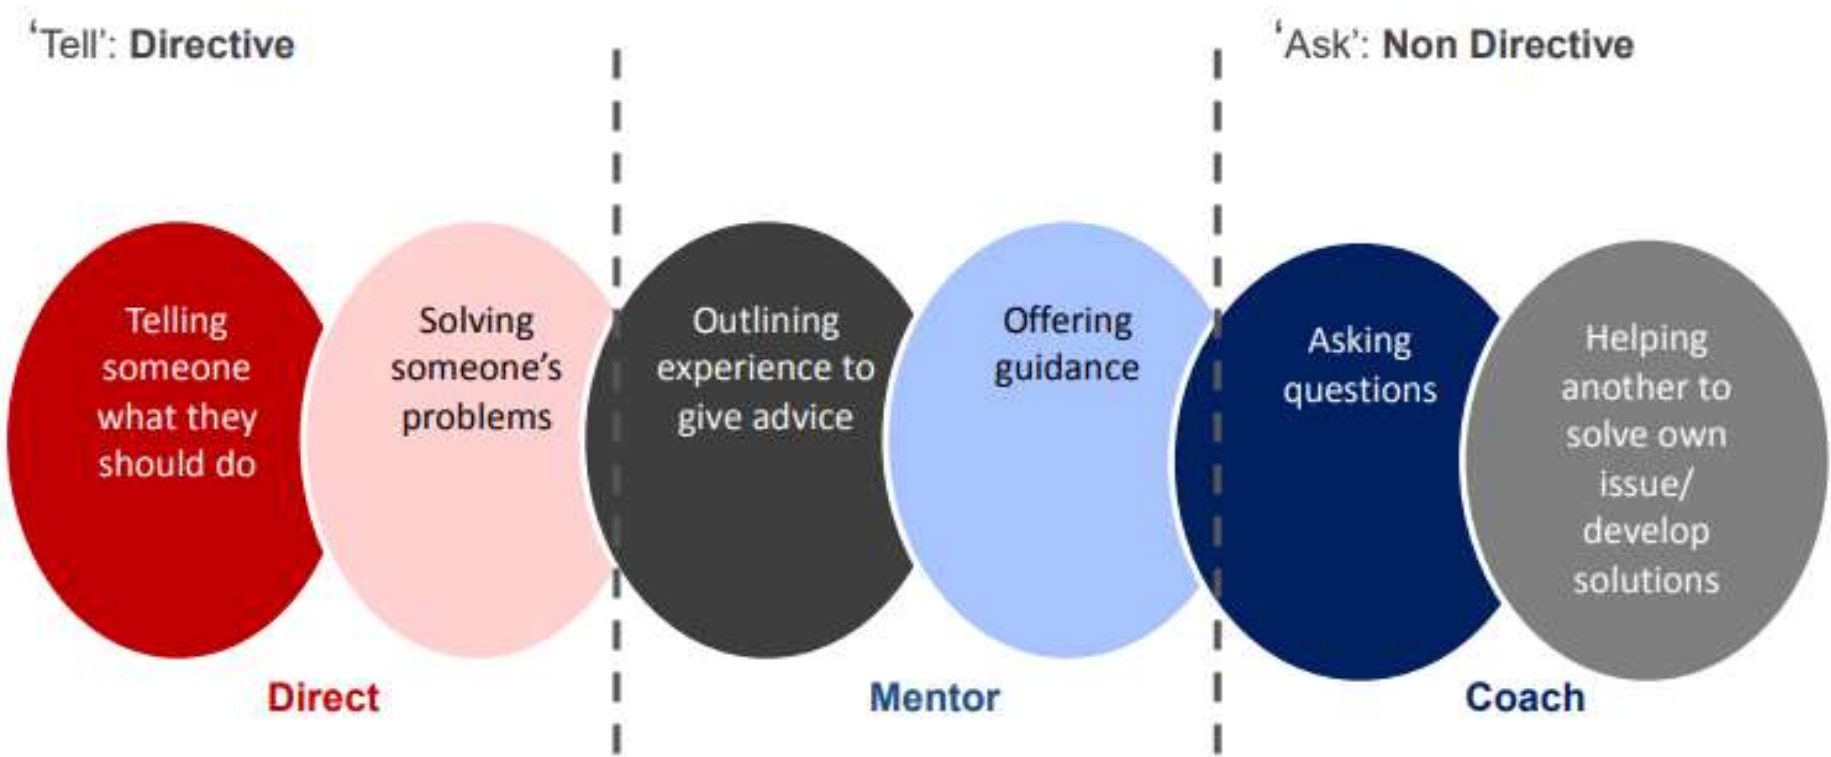 ‘Tell’: Directive
‘Ask’: Non Directive
Telling
someone
what they
should do
Solving
someone’s
problems
Outlining
experience to
give advice
Offering
guidance
Asking
questions
Helping
another to
solve own
issue/
develop
solutions
Direct
Mentor
Coach